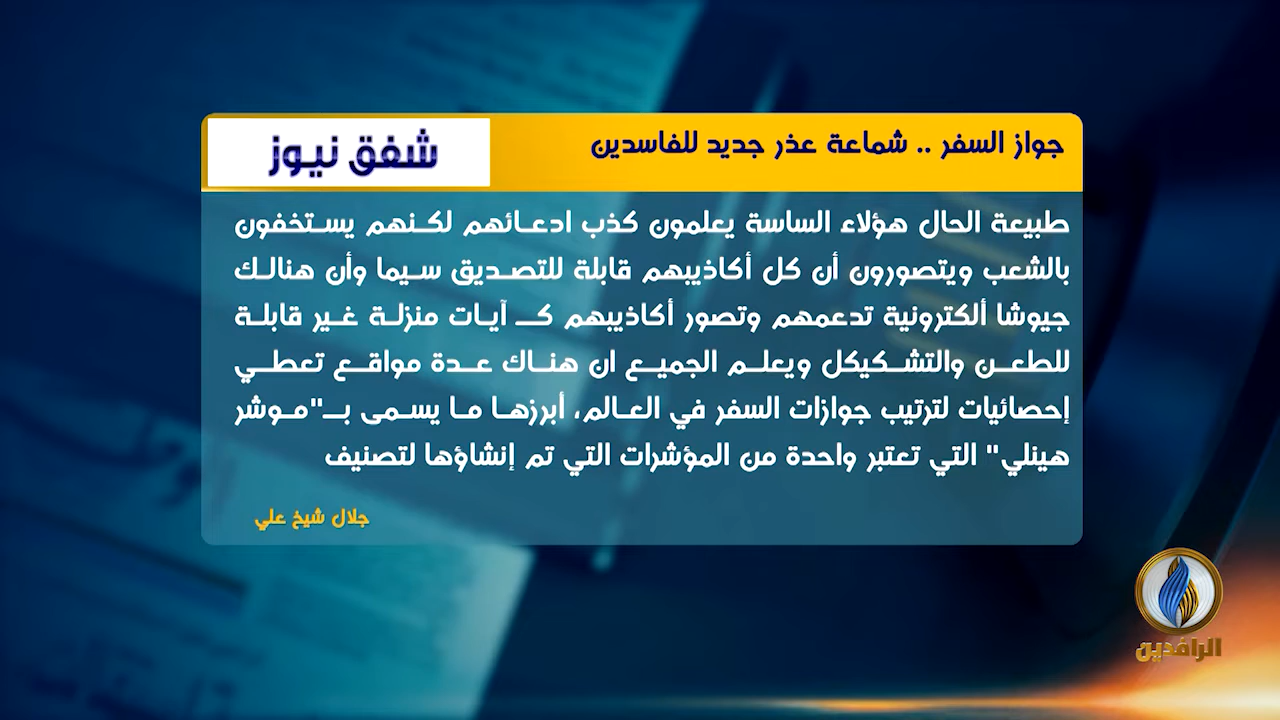 جواز السفر .. شماعة عذر جديد للفاسدين
شفق نيوز
طبيعة الحال هؤلاء الساسة يعلمون كذب ادعائهم لكنهم يستخفون
بالشعب ويتصورون أن كل أكاذيبهم قابلة للتصديق سيما وأن هنالك
جيوشا ألكترونية تدعمهم وتصور أكاذيبهم كـ آيات منزلة غير قابلة
للطعن والتشكيكل ويعلم الجميع ان هناك عدة مواقع تعطي
إحصائيات لترتيب جوازات السفر في العالم، أبرزها ما يسمى بـ"موشر
هينلي" التي تعتبر واحدة من المؤشرات التي تم إنشاؤها لتصنيف
جلال شيخ علي
الرافدين